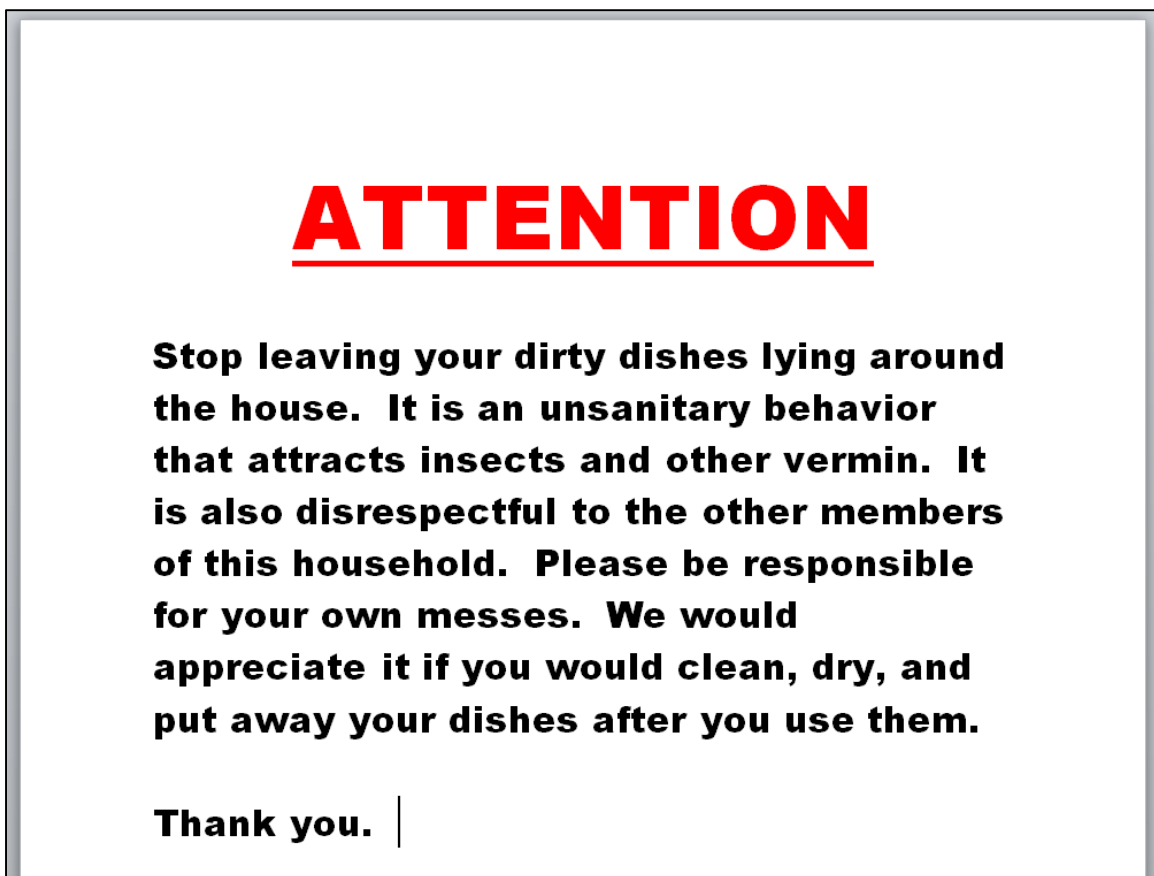 ATTENTION
Stop leaving your dirty dishes lying around
the house.  It is an unsanitary behavior
that attracts insects and other vermin.  It
is also disrespectful to the other members
of this household.  Please be responsible
for your own messes.  We would
appreciate it if you would clean, dry, and
put away your dishes after you use them.
Thank you.